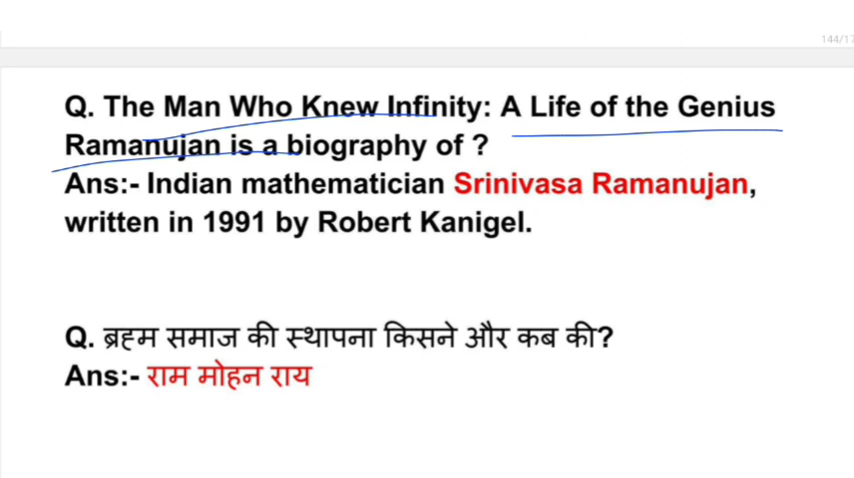 144/17
Q. The Man Who Knew Infinity: A Life of the Genius
Ramanujan is a biography of ?
Ans:- Indian mathematician Srinivasa Ramanujan,
written in 1991 by Robert Kanigel.
Q. ब्रह्म समाज की स्थापना किसने और कब की?
Ans:- राम मोहन राय